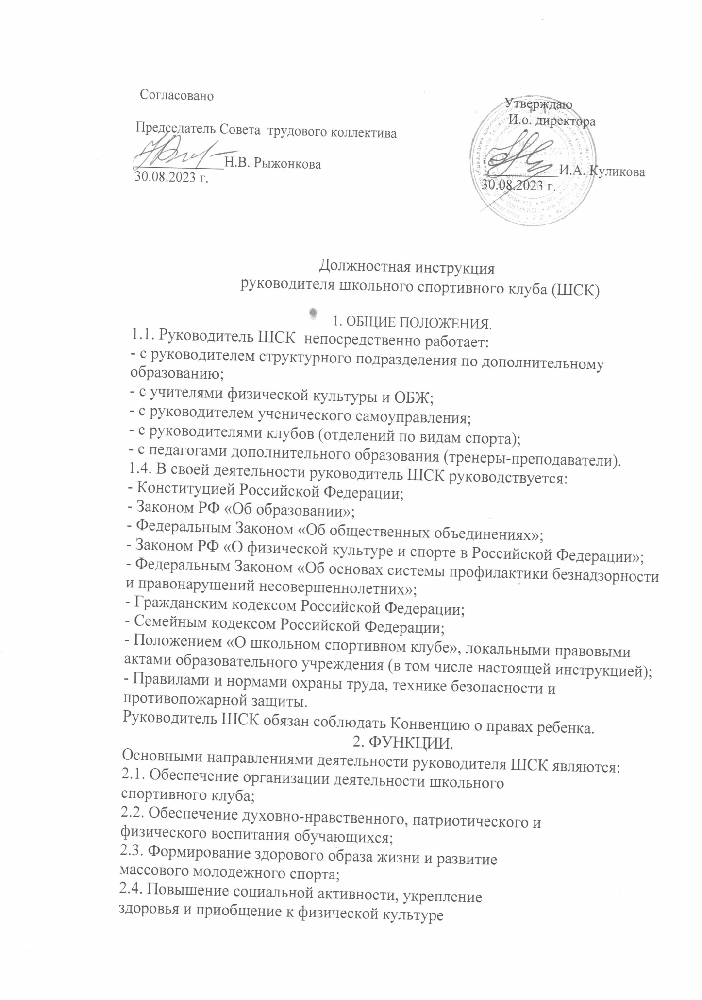 Согласовано
Утверждаю
И.о. директора
Председатель Совета трудового коллектива
Н.В. Рыжонкова
И.А. Куликова
30.08.2023 г.
30.08.2023 г.
Должностная инструкция
руководителя школьного спортивного клуба (ШСК)
1. ОБЩИЕ ПОЛОЖЕНИЯ.
1.1. Руководитель ШСК непосредственно работает:
- с руководителем структурного подразделения по дополнительному
образованию;
- с учителями физической культуры и ОБЖ;
- с руководителем ученического самоуправления;
- с руководителями клубов (отделений по видам спорта);
- с педагогами дополнительного образования (тренеры-преподаватели).
1.4. В своей деятельности руководитель ШСК руководствуется:
- Конституцией Российской Федерации;
- Законом РФ «Об образовании»;
- Федеральным Законом «Об общественных объединениях»;
- Законом РФ «О физической культуре и спорте в Российской Федерации»;
- Федеральным Законом «Об основах системы профилактики безнадзорности
и правонарушений несовершеннолетних»;
- Гражданским кодексом Российской Федерации;
- Семейным кодексом Российской Федерации;
- Положением «О школьном спортивном клубе», локальными правовыми
актами образовательного учреждения (в том числе настоящей инструкцией);
- Правилами и нормами охраны труда, технике безопасности и
противопожарной защиты.
Руководитель ШСК обязан соблюдать Конвенцию о правах ребенка.
2. ФУНКЦИИ.
Основными направлениями деятельности руководителя ШСК являются:
2.1. Обеспечение организации деятельности школьного
спортивного клуба;
2.2. Обеспечение духовно-нравственного, патриотического и
физического воспитания обучающихся;
2.3. Формирование здорового образа жизни и развитие
массового молодежного спорта;
2.4. Повышение социальной активности, укрепление
здоровья и приобщение к физической культуре